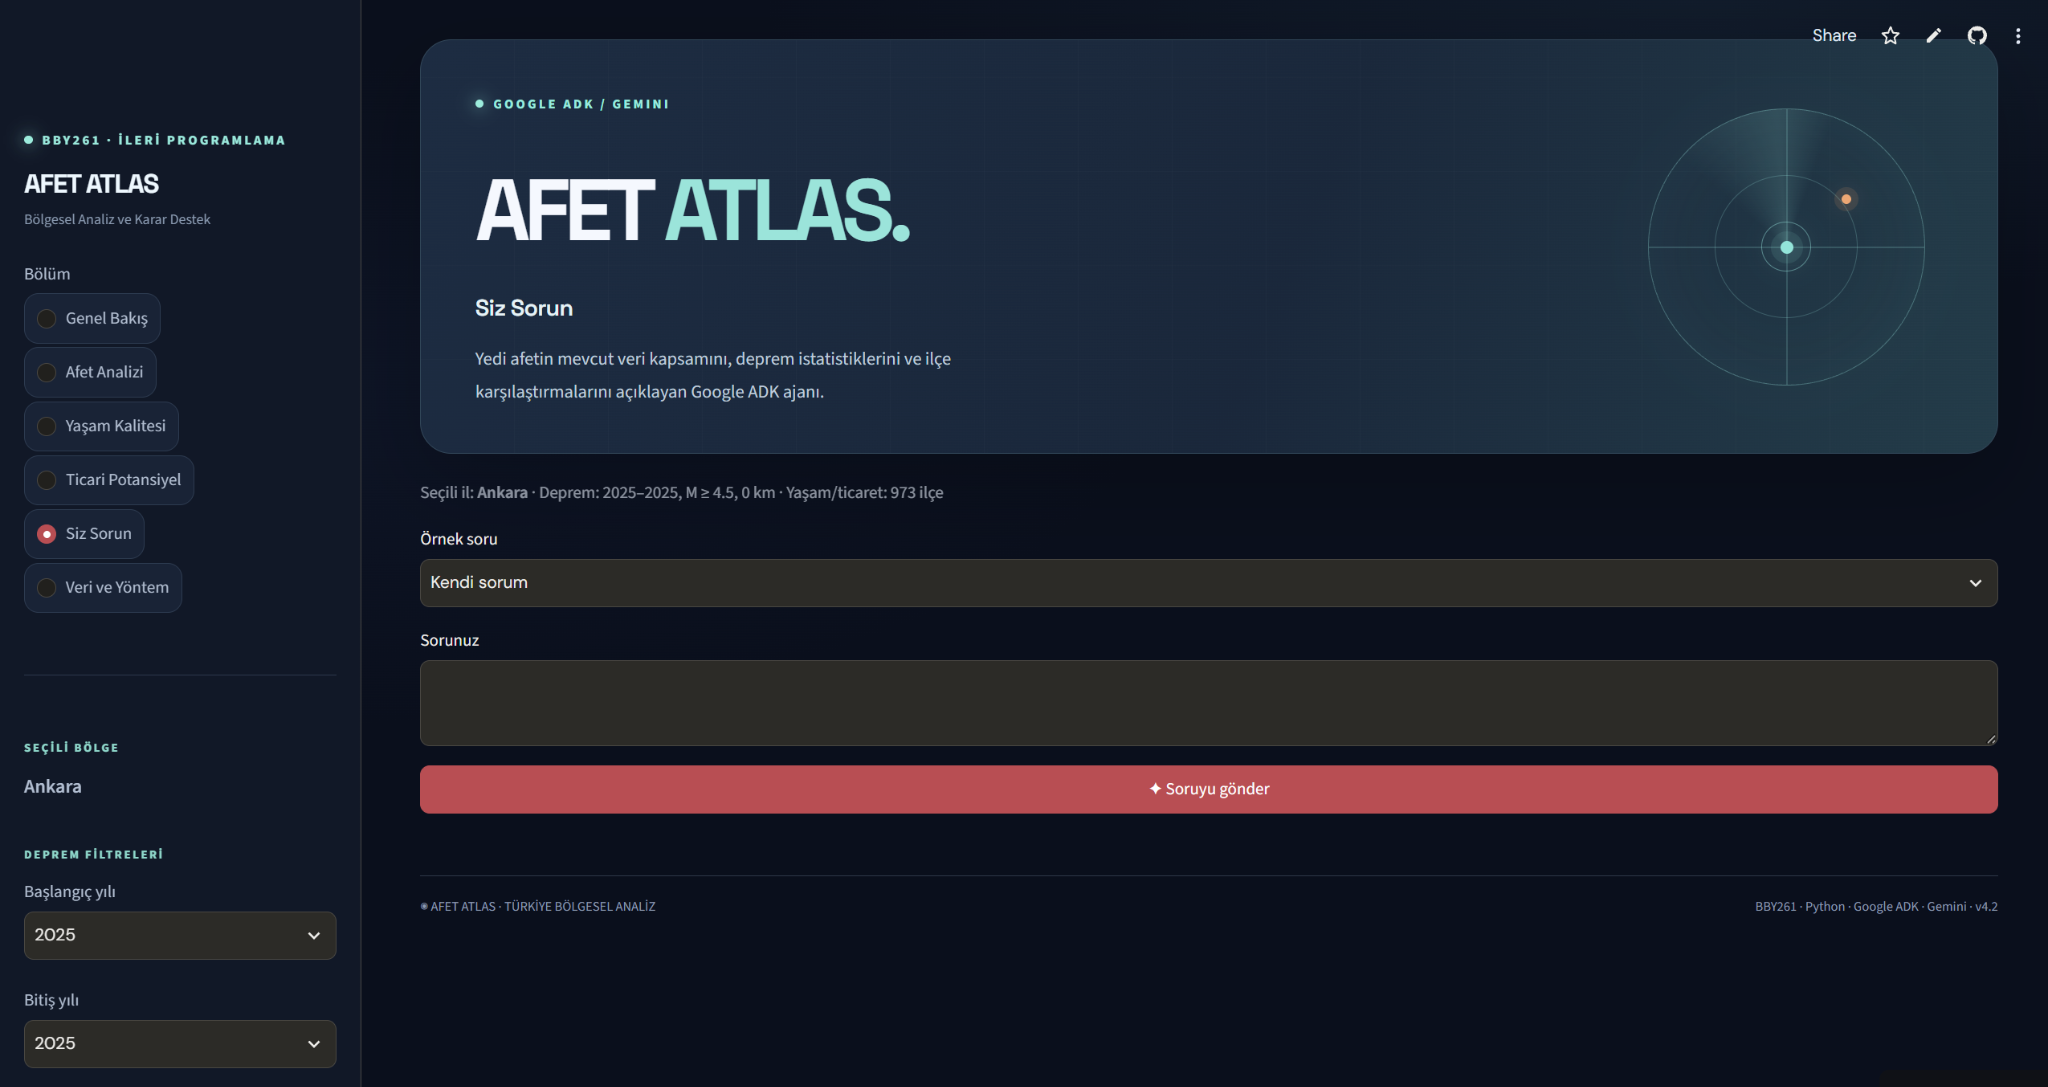 BBY261 · İLERİ PROGRAMLAMA
AFET ATLAS
Bölgesel Analiz ve Karar Destek
Bölüm
Genel Bakış
Afet Analizi
Yaşam Kalitesi
Ticari Potansiyel
Siz Sorun
Veri ve Yöntem
SEÇİLİ BÖLGE
Ankara
DEPREM FİLTRELERİ
Başlangıç yılı
2025
Bitiş yılı
2025
Share
GOOGLE ADK / GEMINI
AFET ATLAS.
Siz Sorun
Yedi afetin mevcut veri kapsamını, deprem istatistiklerini ve ilçe
karşılaştırmalarını açıklayan Google ADK ajanı.
Seçili il: Ankara · Deprem: 2025–2025, M ≥ 4.5, 0 km · Yaşam/ticaret: 973 ilçe
Örnek soru
Kendi sorum
Sorunuz
✦ Soruyu gönder
◉ AFET ATLAS · TÜRKİYE BÖLGESEL ANALİZ
BBY261 · Python · Google ADK · Gemini · v4.2